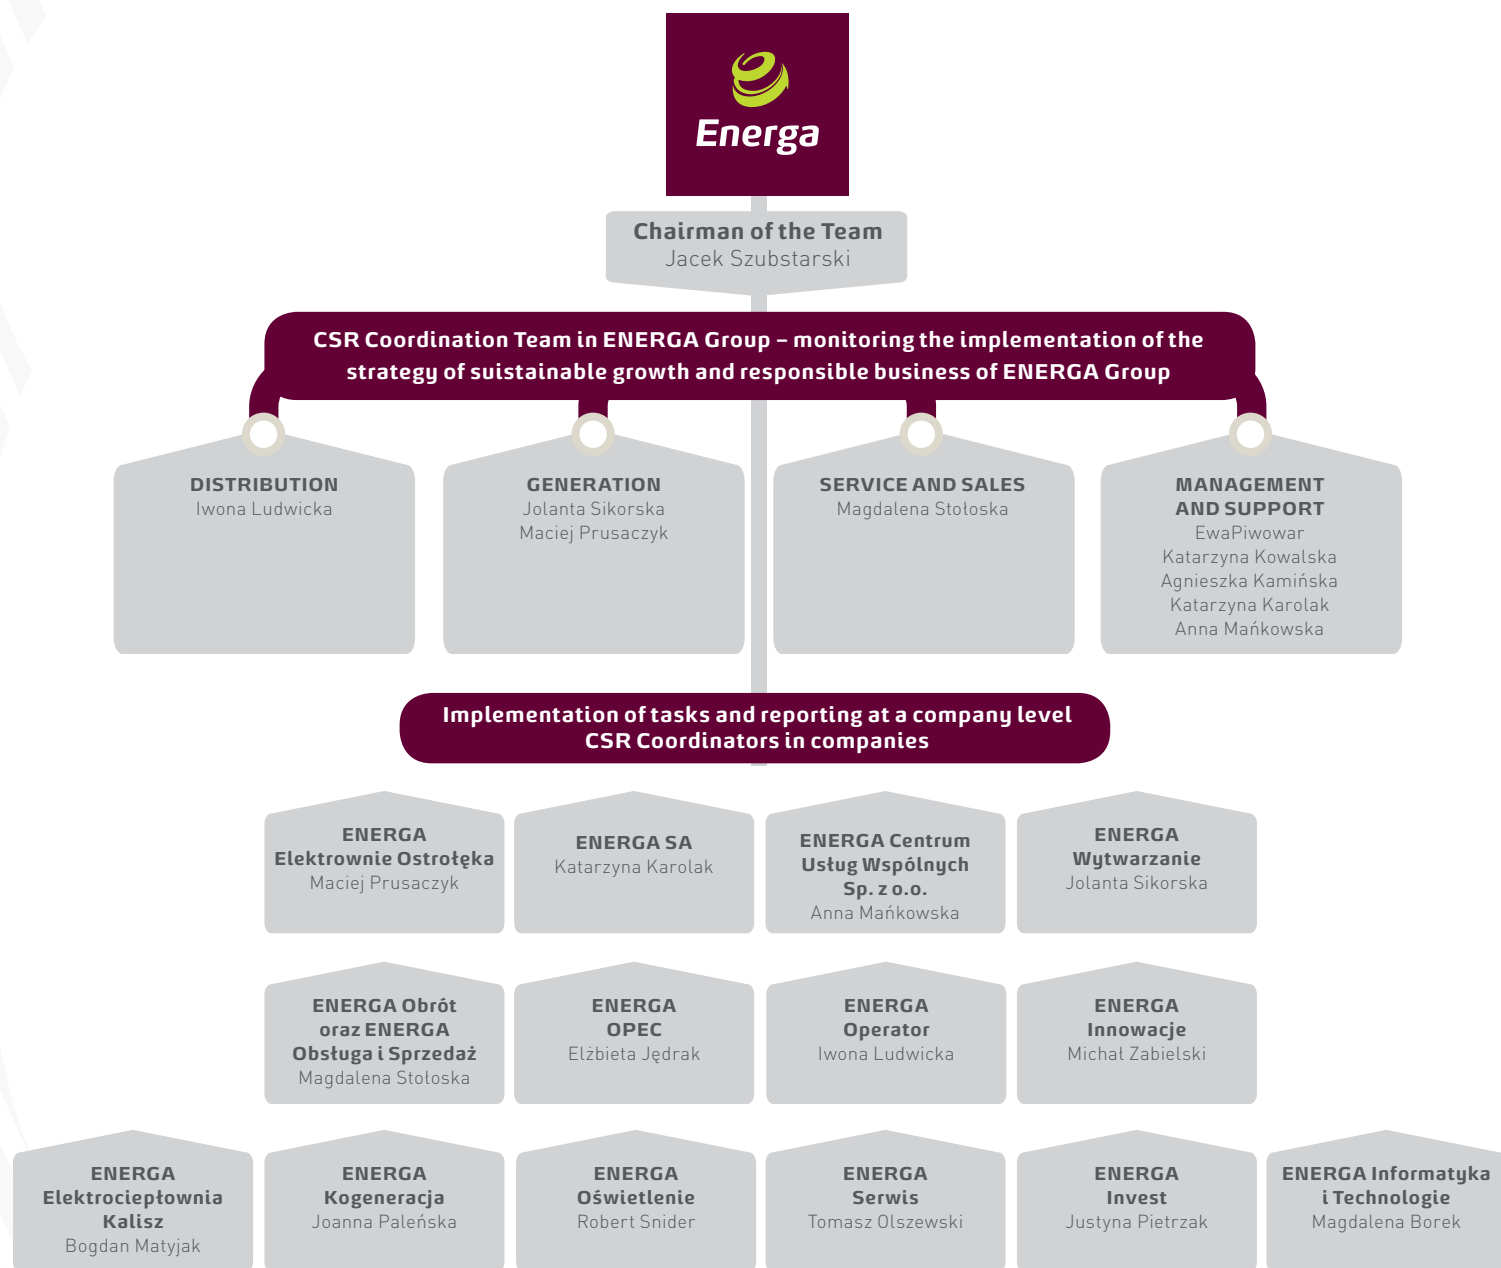 Energa
Chairman of the Team
Jacek Szubstarski
CSR Coordination Team in ENERGA Group – monitoring the implementation of the
strategy of suistainable growth and responsible business of ENERGA Group
DISTRIBUTION
Iwona Ludwicka
GENERATION
Jolanta Sikorska
Maciej Prusaczyk
SERVICE AND SALES
Magdalena Stołoska
MANAGEMENT
AND SUPPORT
EwaPiwowar
Katarzyna Kowalska
Agnieszka Kamińska
Katarzyna Karolak
Anna Mańkowska
Implementation of tasks and reporting at a company level
CSR Coordinators in companies
ENERGA
Elektrownie Ostrołęka
Maciej Prusaczyk
ENERGA SA
Katarzyna Karolak
ENERGA Centrum
Usług Wspólnych
Sp. z o.o.
Anna Mańkowska
ENERGA
Wytwarzanie
Jolanta Sikorska
ENERGA Obrót
oraz ENERGA
Obsługa i Sprzedaż
Magdalena Stołoska
ENERGA
OPEC
Elżbieta Jędrak
ENERGA
Operator
Iwona Ludwicka
ENERGA
Innowacje
Michał Zabielski
ENERGA
Elektrociepłownia
Kalisz
Bogdan Matyjak
ENERGA
Kogeneracja
Joanna Paleńska
ENERGA
Oświetlenie
Robert Snider
ENERGA
Serwis
Tomasz Olszewski
ENERGA
Invest
Justyna Pietrzak
ENERGA Informatyka
i Technologie
Magdalena Borek